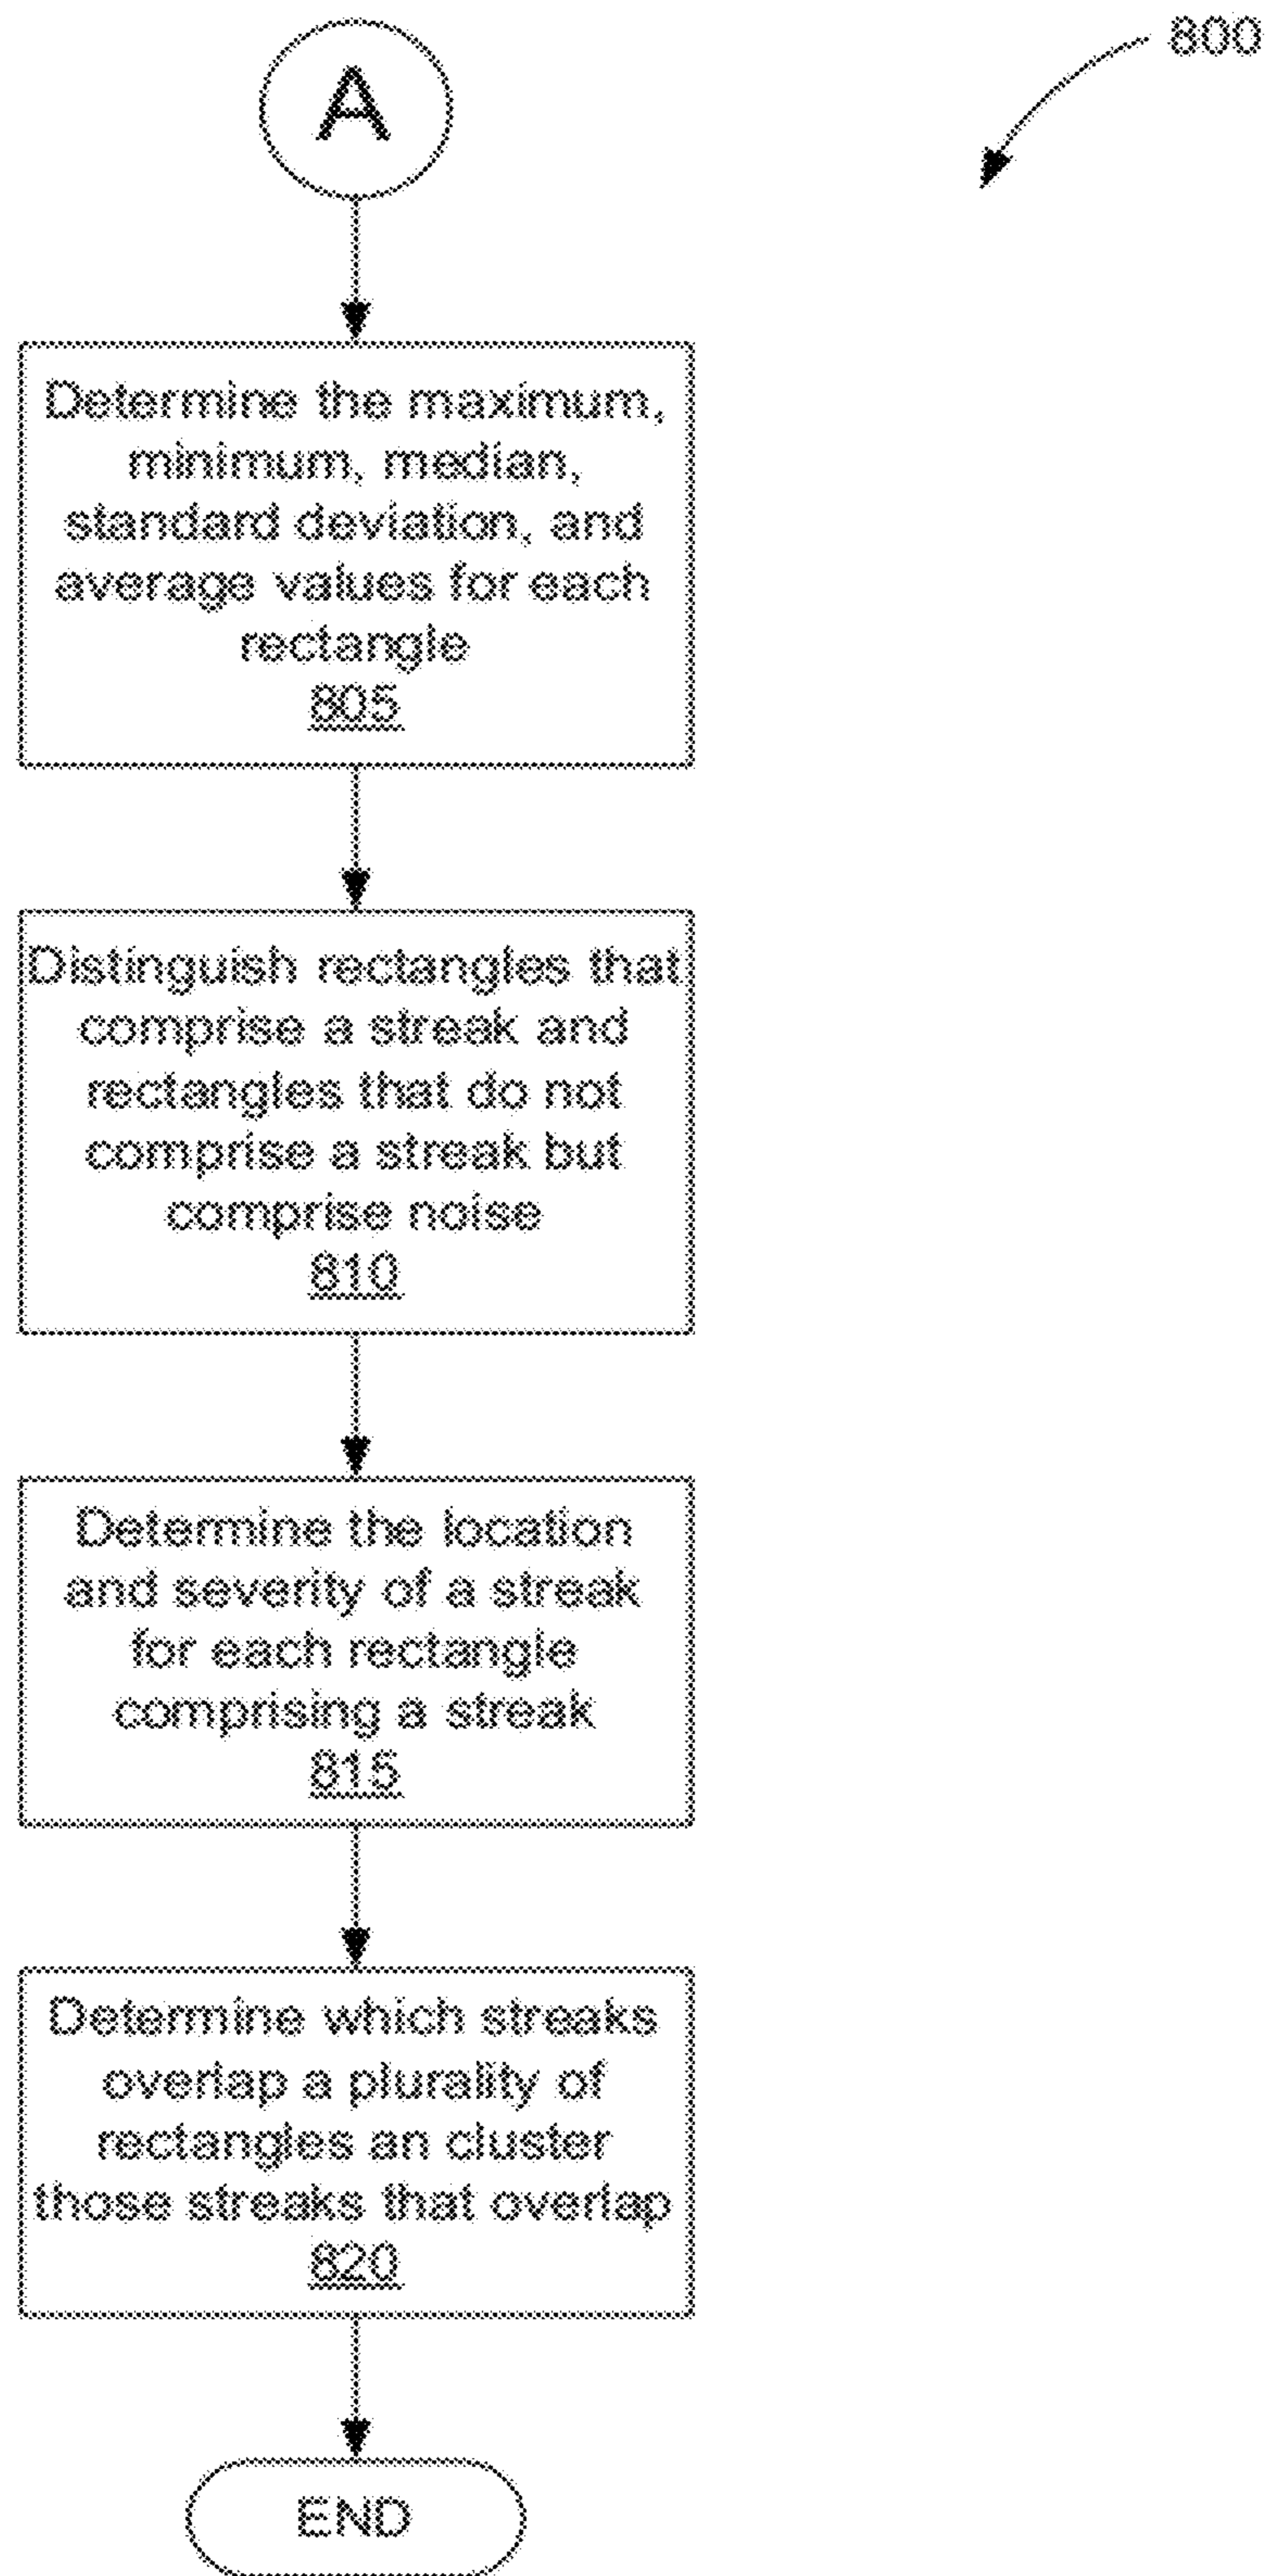 800
A
Determine the maximum,
minimum, median,
standard deviation, and
average values for each
rectangle
805
Distinguish rectangles that
comprise a streak and
rectangles that do not
comprise a streak but
comprise noise
810
Determine the location
and severity of a streak
for each rectangle
comprising a streak
815
Determine which streaks
overlap a plurality of
rectangles an cluster
those streaks that overlap
820
END